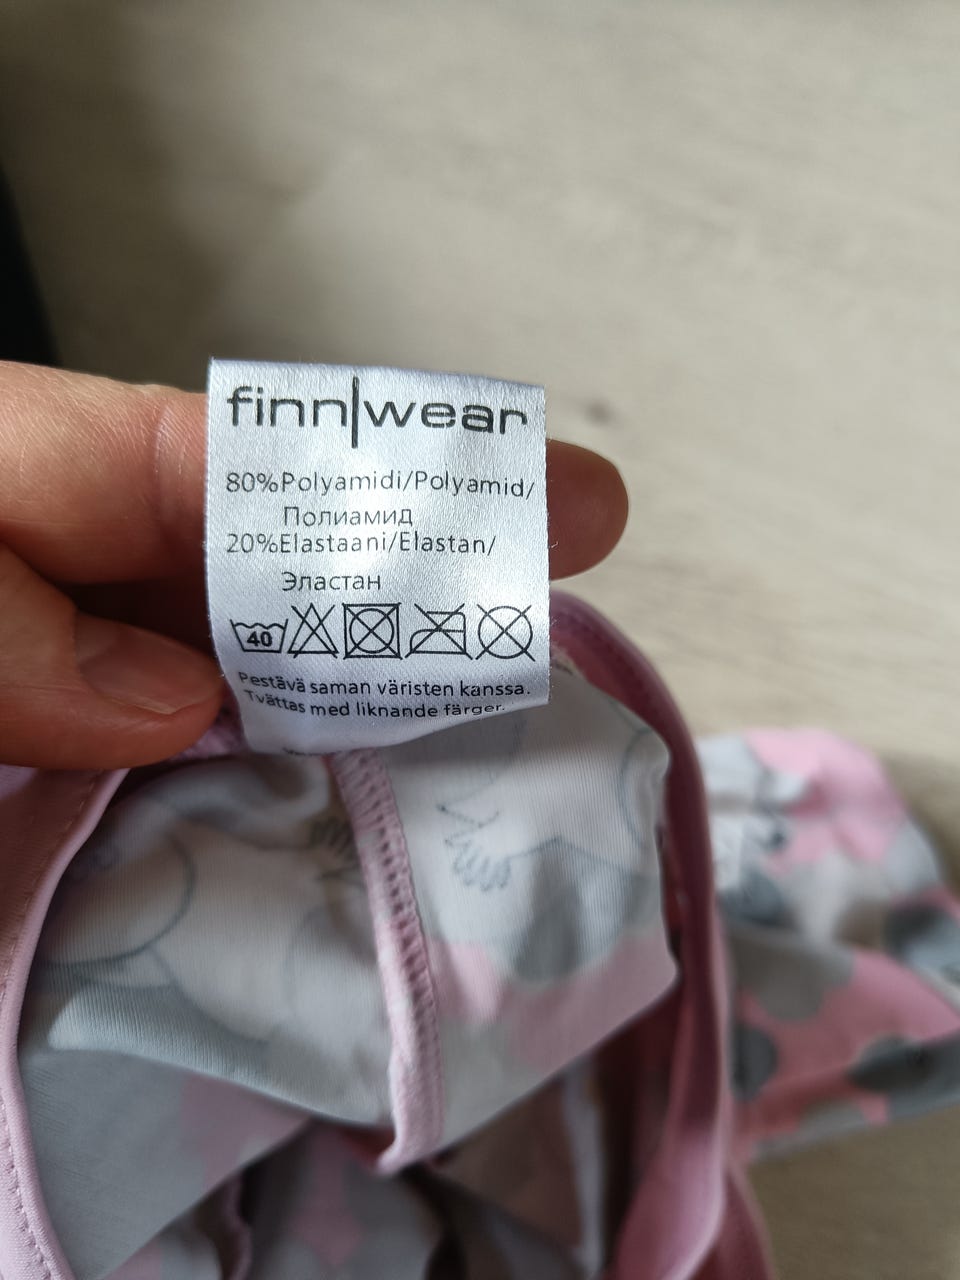 finn|wear
80%Polyamidi/Polyamid/
Полиамид
20%Elastaani/Elastan/
Эластан
40
Pestävä saman väristen kanssa.
Tvättas med liknande färger.